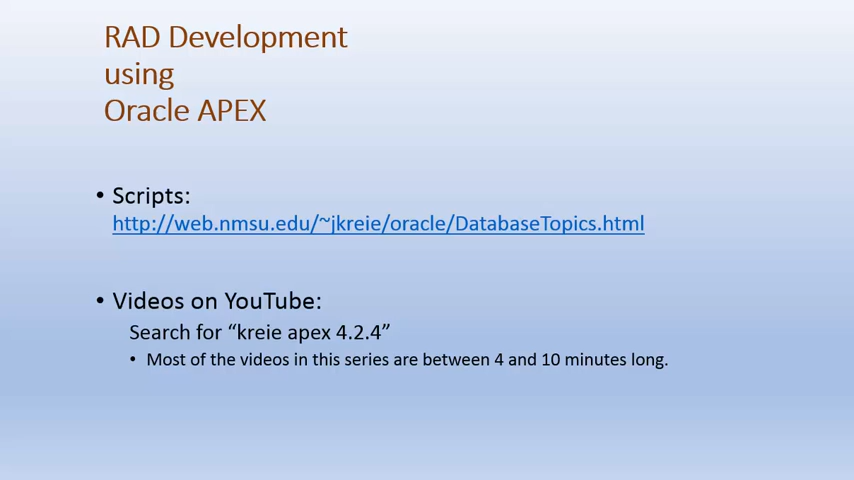 RAD Development
using
Oracle APEX
• Scripts:
http://web.nmsu.edu/~jkreie/oracle/DatabaseTopics.html
• Videos on YouTube:
Search for “kreie apex 4.2.4”
• Most of the videos in this series are between 4 and 10 minutes long.